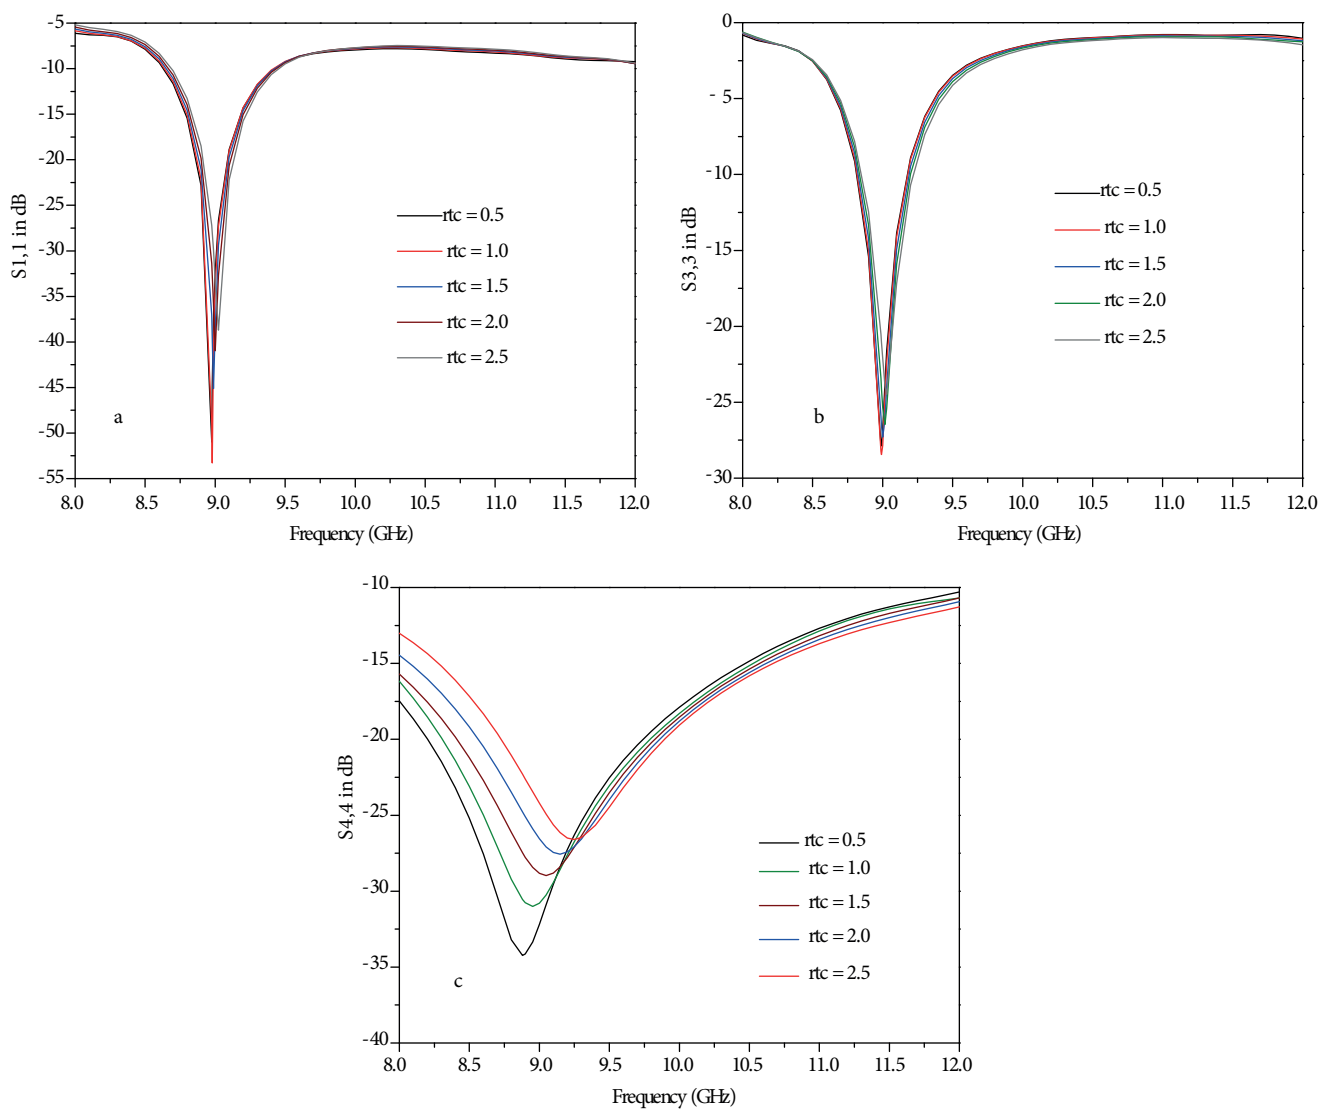 -5
-10
-15
-20
-25
-30
-35
-40
-45
-50
-55
S1,1 in dB
rtc = 0.5
rtc = 1.0
rtc = 1.5
rtc = 2.0
rtc = 2.5
a
8.0 8.5 9.0 9.5 10.0 10.5 11.0 11.5 12.0
Frequency (GHz)
0
-5
-10
-15
-20
-25
-30
S3,3 in dB
rtc = 0.5
rtc = 1.0
rtc = 1.5
rtc = 2.0
rtc = 2.5
b
8.0 8.5 9.0 9.5 10.0 10.5 11.0 11.5 12.0
Frequency (GHz)
-10
-15
-20
-25
-30
-35
-40
S4,4 in dB
rtc = 0.5
rtc = 1.0
rtc = 1.5
rtc = 2.0
rtc = 2.5
c
8.0 8.5 9.0 9.5 10.0 10.5 11.0 11.5 12.0
Frequency (GHz)